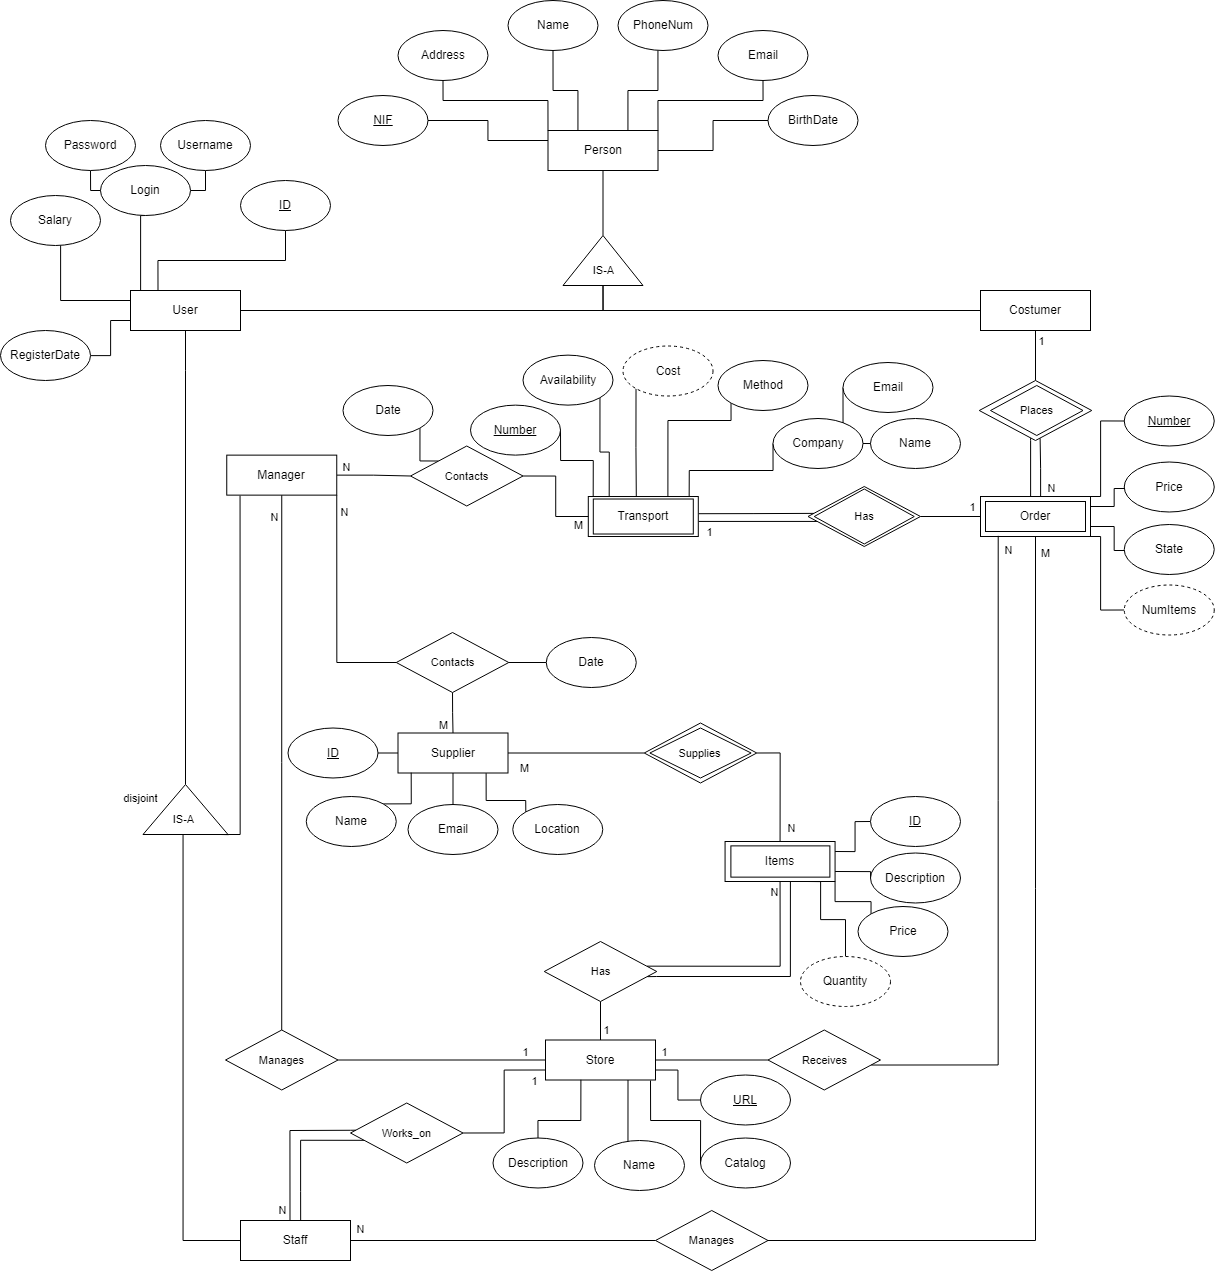 Name
PhoneNum
Address
Email
NIF
BirthDate
Person
Password
Username
Login
ID
Salary
IS-A
User
Costumer
RegisterDate
1
Availability
Cost
Method
Email
Date
Places
Number
Number
Company
Name
Manager
N
Contacts
Price
N
1
N
N
M
Transport
1
Has
Order
State
N
M
NumItems
Contacts
Date
M
ID
Supplier
M
Supplies
disjoint
IS-A
Name
Email
Location
N
ID
Items
Description
N
Price
Has
Quantity
1
Manages
1
Store
1
Receives
1
URL
Works_on
Description
Name
Catalog
N
Staff
N
Manages